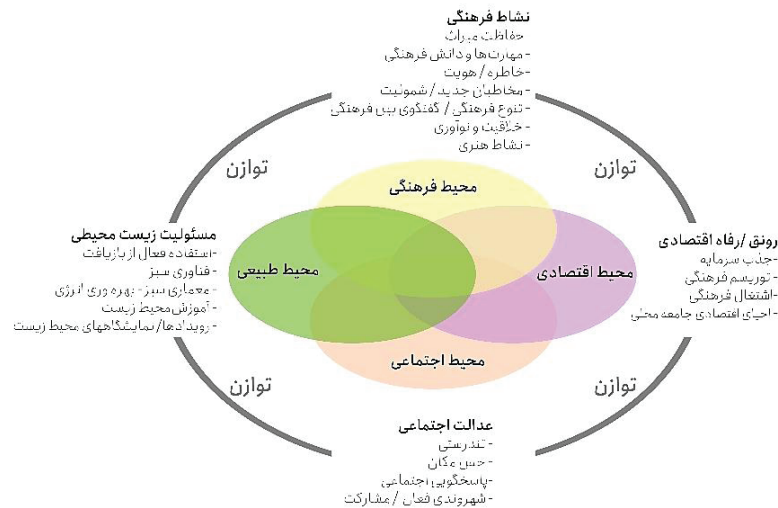 نشاط فرهنگی
- حفاظت میراث
- مهارت‌ها و دانش فرهنگی
- خاطره / هویت
- مخاطبان جدید / شمولیت
- تنوع فرهنگی / گفتگوی بین فرهنگی
- خلاقیت و نوآوری
- نشاط هنری
توازن
توازن
محیط فرهنگی
رونق /رفاه اقتصادی
-جذب سرمایه
- توریسم فرهنگی
-اشتغال فرهنگی
- احیای اقتصادی جامعه محلی
محیط اقتصادی
محیط طبیعی
مسئولیت زیست محیطی
-استفاده فعال از بازیافت
- فناوری سبز
- معماری سبز - بهره وری انرژی
- آموزش محیط زیست
- رویدادها/ نمایشگاههای محیط زیست
محیط اجتماعی
توازن
توازن
عدالت اجتماعی
- تندرستی
- حس مکان
-پاسخگویی اجتماعی
- شهروندی فعال / مشارکت